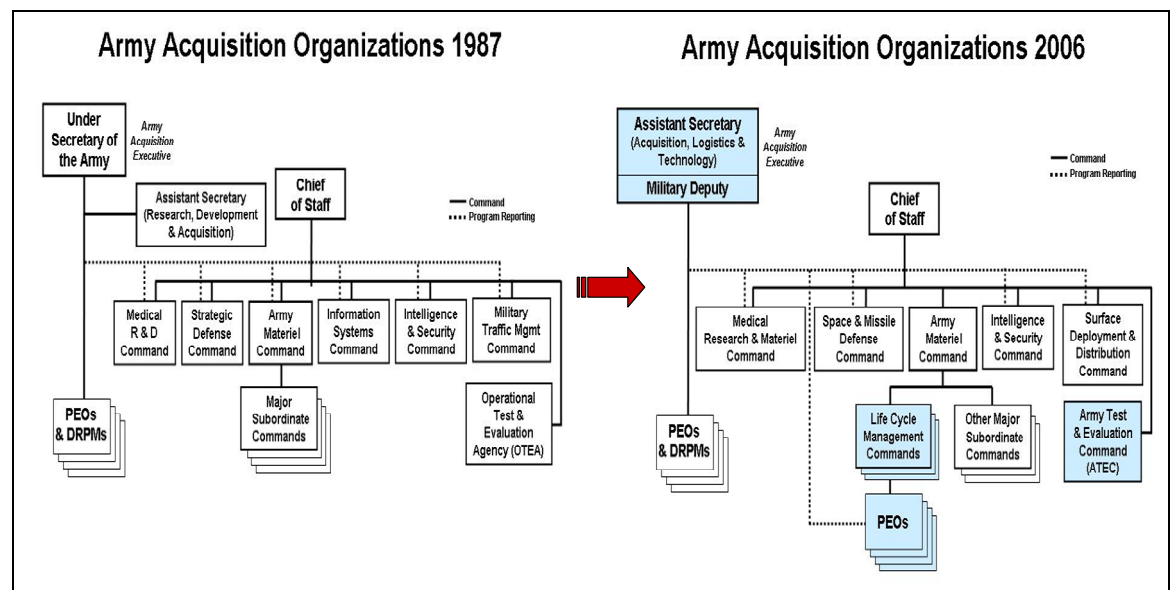 Army Acquisition Organizations 1987
Under
Secretary of
the Army
Army
Acquisition
Executive
Assistant Secretary
(Research, Development
& Acquisition)
Chief
of Staff
Command
Program Reporting
Medical
R & D
Command
Strategic
Defense
Command
Army
Materiel
Command
Information
Systems
Command
Intelligence
& Security
Command
Military
Traffic Mgmt
Command
PEOs
& DRPMs
Major
Subordinate
Commands
Operational
Test &
Evaluation
Agency (OTEA)
Army Acquisition Organizations 2006
Assistant Secretary
(Acquisition, Logistics &
Technology)
Military Deputy
Army
Acquisition
Executive
Command
Program Reporting
Chief
of Staff
Medical
Research & Materiel
Command
Space & Missile
Defense
Command
Army
Materiel
Command
Intelligence
& Security
Command
Surface
Deployment &
Distribution
Command
PEOs
& DRPMs
Life Cycle
Management
Commands
Other Major
Subordinate
Commands
Army Test
& Evaluation
Command
(ATEC)
PEOs